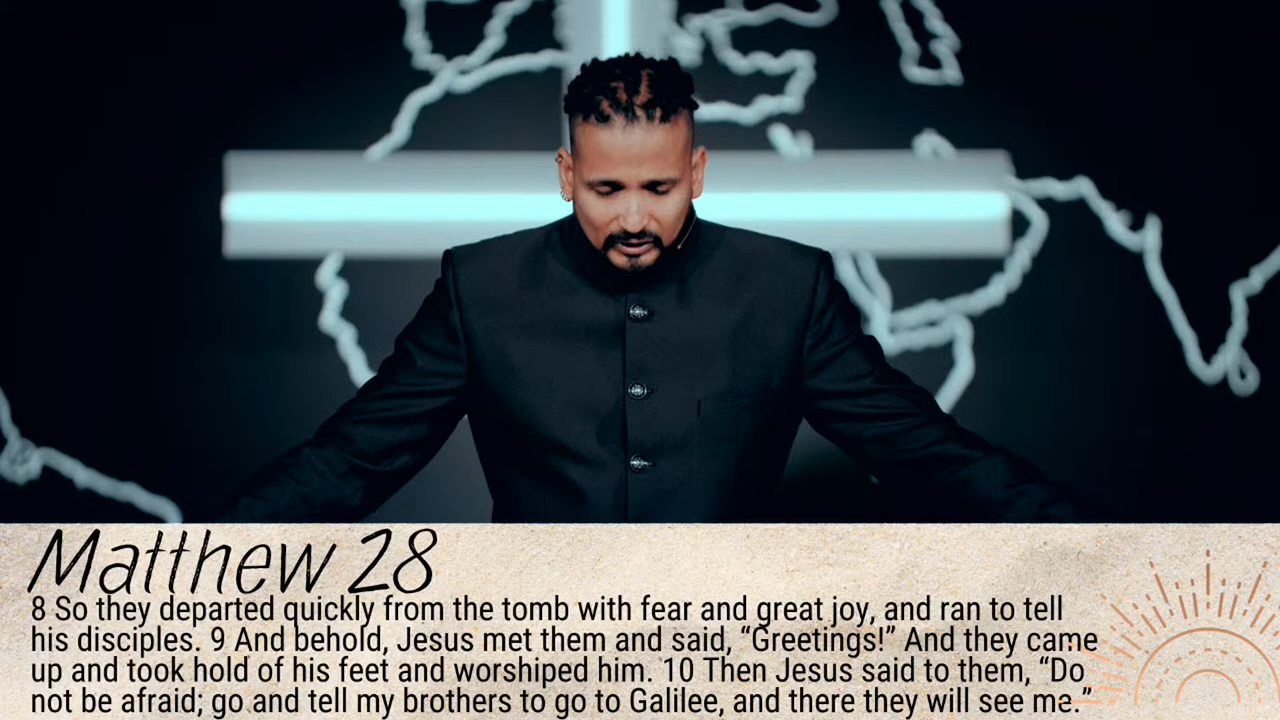 Matthew 28
8 So they departed quickly from the tomb with fear and great joy, and ran to tell
his disciples. 9 And behold, Jesus met them and said, “Greetings!” And they came
up and took hold of his feet and worshiped him. 10 Then Jesus said to them, “Do
not be afraid; go and tell my brothers to go to Galilee, and there they will see me.”